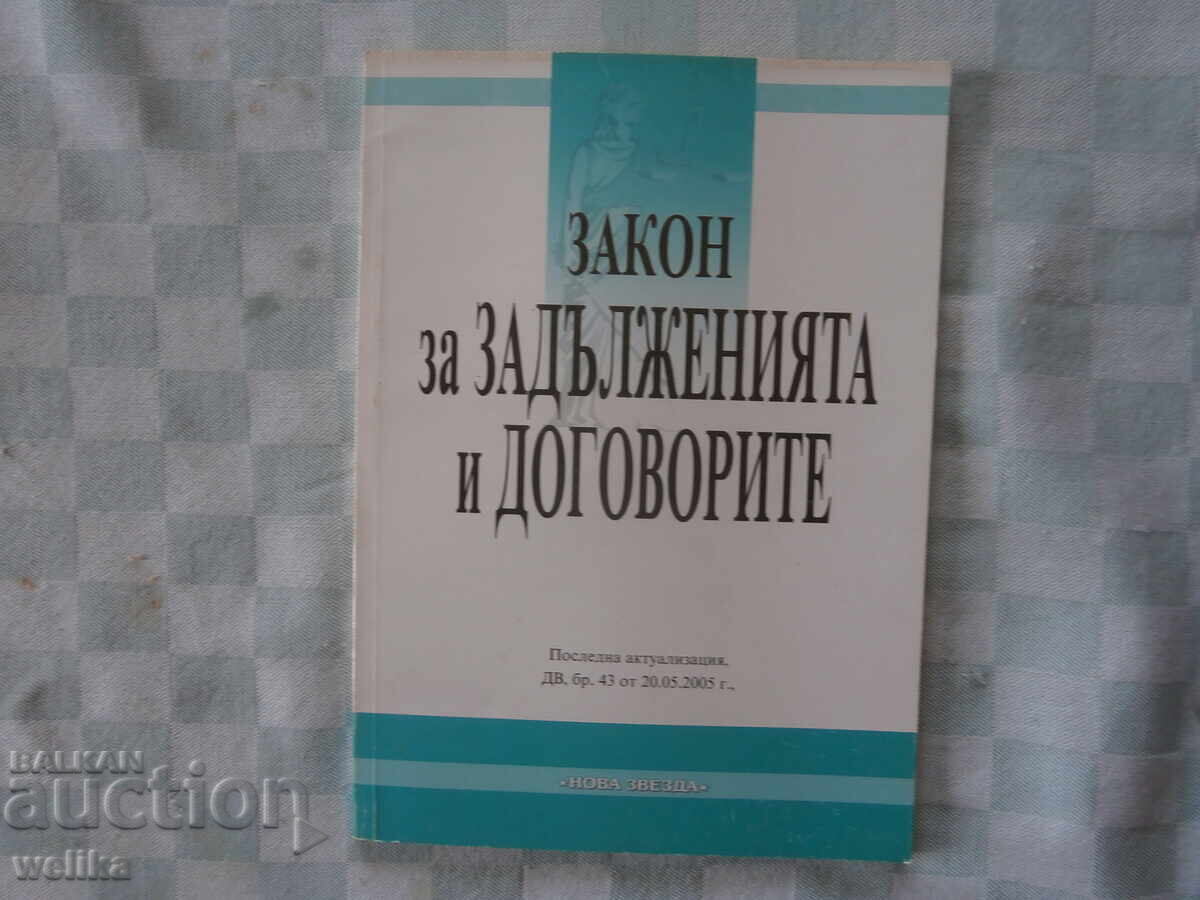 ЗАКОН
за ЗАДЪЛЖЕНИЯТА
и ДОГОВОРИТЕ
Последна актуализация,
ДВ, бр. 43 от 20.05.2005 г.,
«НОВА ЗВЕЗДА»
BALKAN
auction
welika